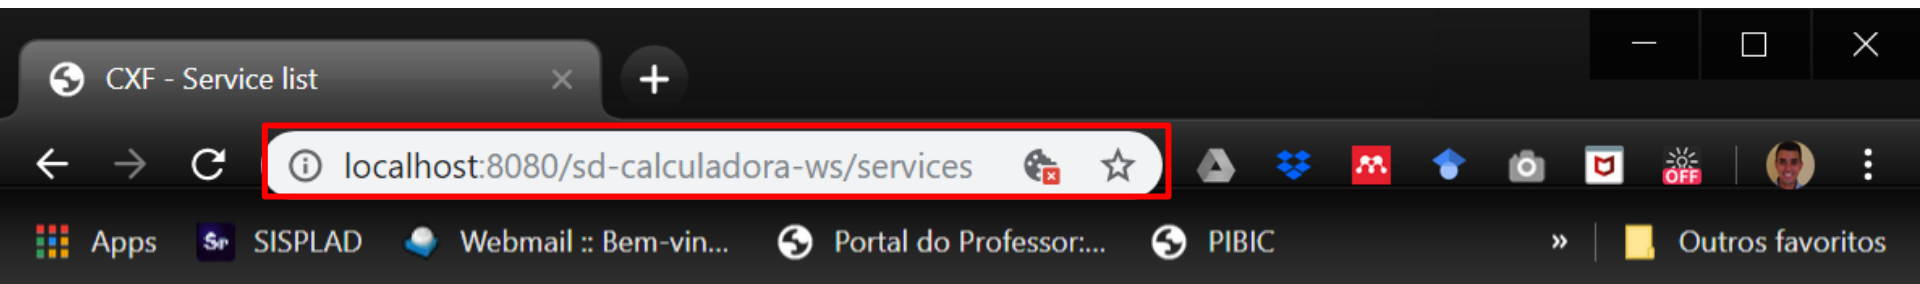 CXF - Service list
localhost:8080/sd-calculadora-ws/services
OFF
Apps Sr SISPLAD Webmail :: Bem-vin... Portal do Professor:... PIBIC » Outros favoritos